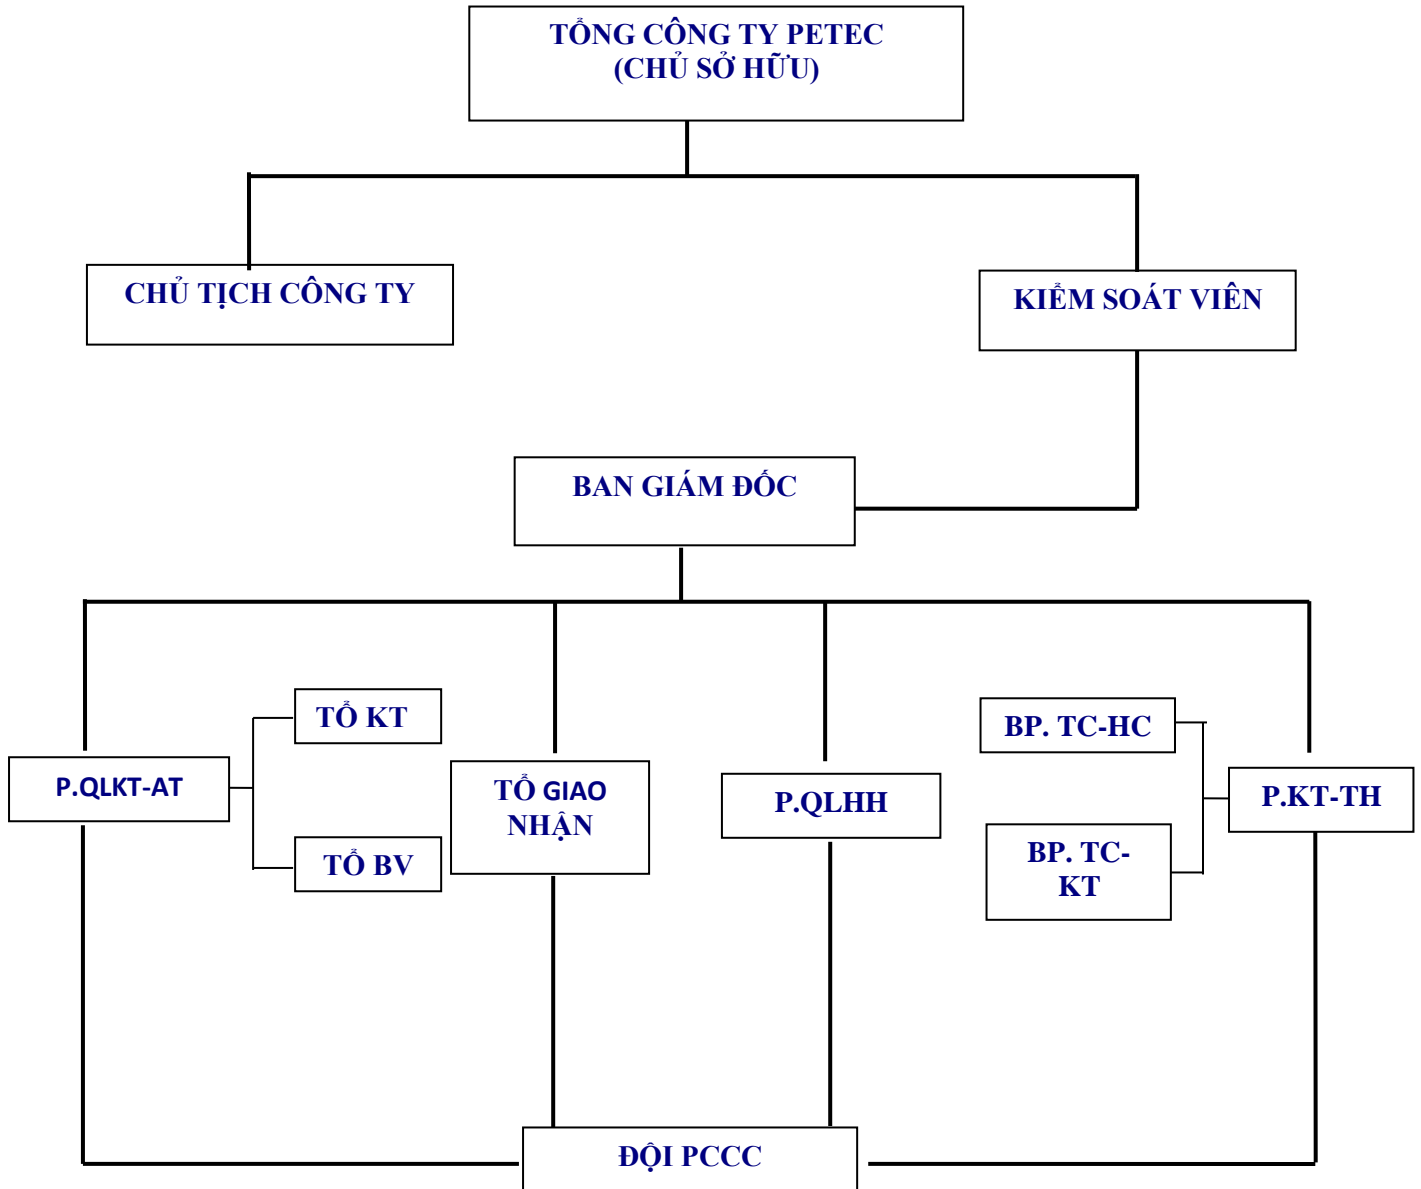 TỔNG CÔNG TY PETEC
(CHỦ SỞ HỮU)
CHỦ TỊCH CÔNG TY
KIỂM SOÁT VIÊN
BAN GIÁM ĐỐC
TỔ KT
BP. TC-HC
P.QLKT-AT
TỔ GIAO
NHẬN
P.QLHH
P.KT-TH
TỔ BV
BP. TC-
KT
ĐỘI PCCC